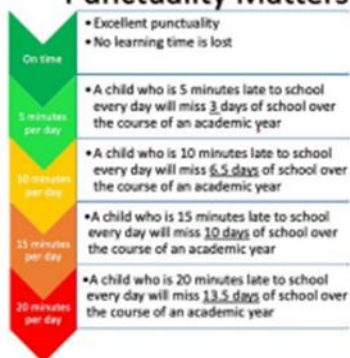 Punctuality Matters
On time
• Excellent punctuality
• No learning time is lost
5 minutes
per day
• A child who is 5 minutes late to school
every day will miss 3 days of school over
the course of an academic year
10 minutes
per day
• A child who is 10 minutes late to school
every day will miss 6.5 days of school over
the course of an academic year
15 minutes
per day
• A child who is 15 minutes late to school
every day will miss 10 days of school over
the course of an academic year
20 minutes
per day
• A child who is 20 minutes late to school
every day will miss 13.5 days of school over
the course of an academic year